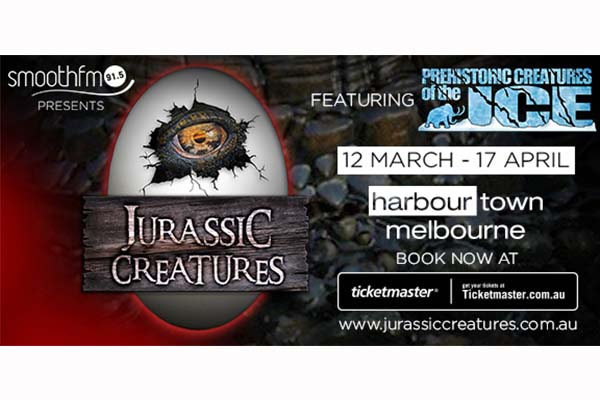 smoothfm 91.5
PRESENTS
JURASSIC
CREATURES
FEATURING
PREHISTORIC CREATURES
of the
ICE
12 MARCH - 17 APRIL
harbour town
melbourne
BOOK NOW AT
ticketmaster®
get your tickets at
Ticketmaster.com.au
www.jurassiccreatures.com.au